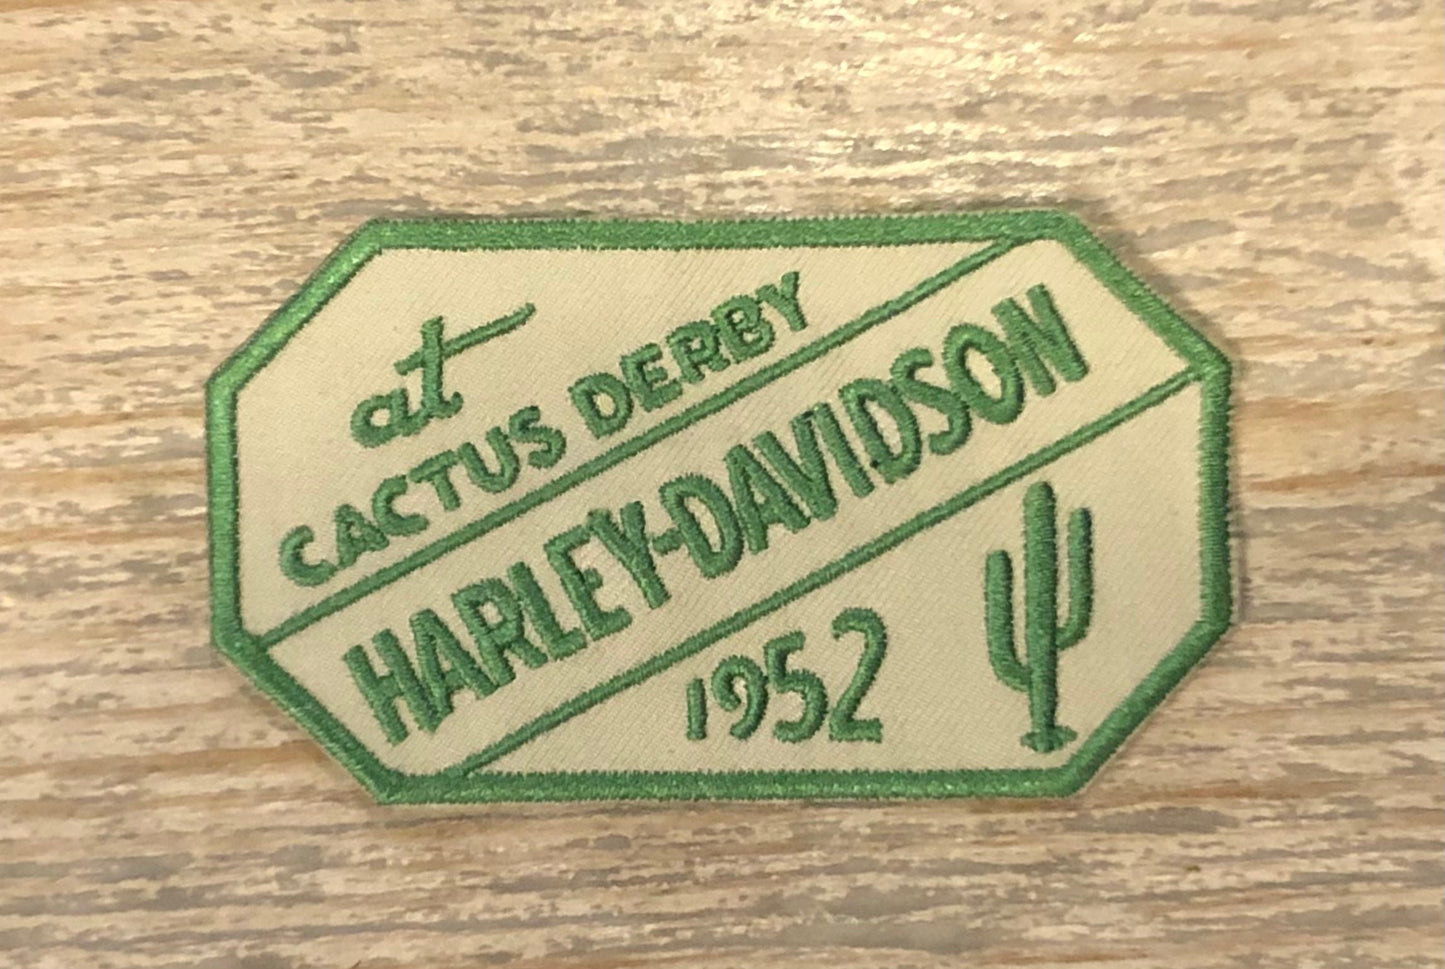 at
CACTUS DERBY
HARLEY-DAVIDSON
1952